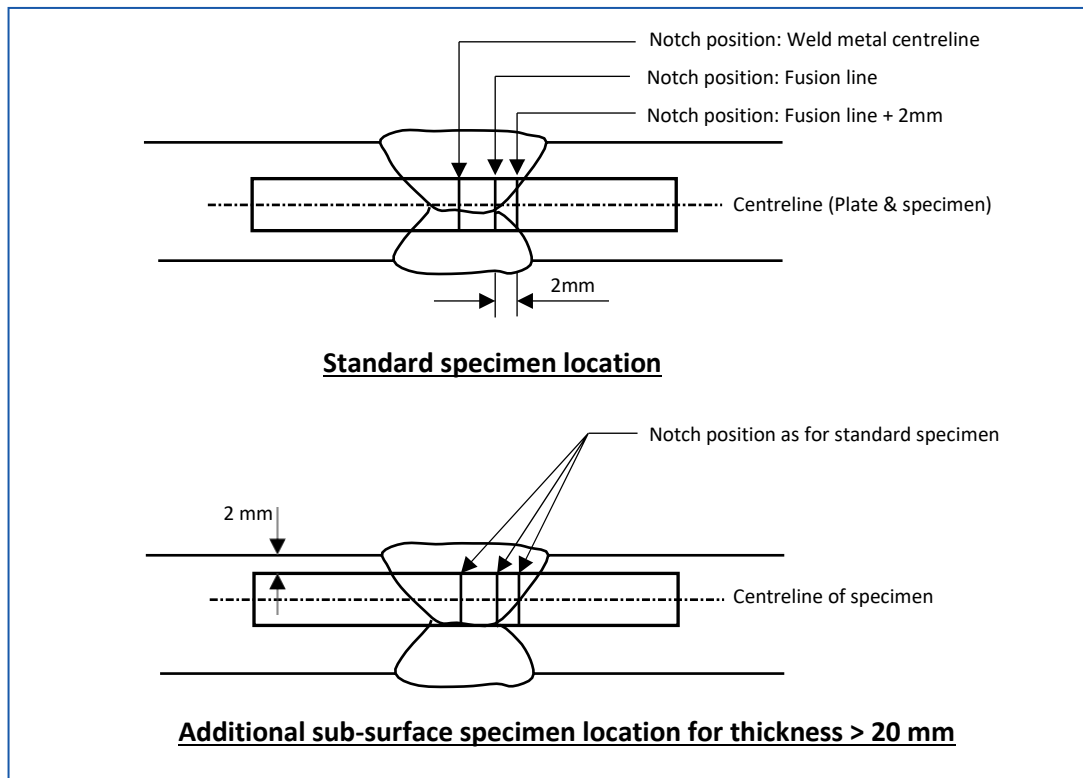 Notch position: Weld metal centreline
Notch position: Fusion line
Notch position: Fusion line + 2mm
Centreline (Plate & specimen)
2mm
Standard specimen location
Notch position as for standard specimen
2 mm
Centreline of specimen
Additional sub-surface specimen location for thickness > 20 mm